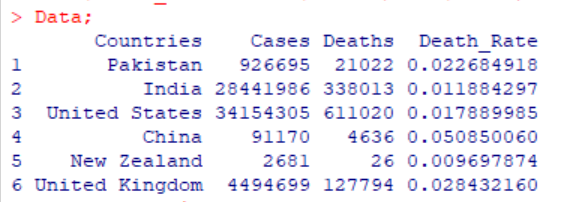 > Data;
Countries Cases Deaths Death_Rate
1 Pakistan 926695 21022 0.022684918
2 India 28441986 338013 0.011884297
3 United States 34154305 611020 0.017889985
4 China 91170 4636 0.050850060
5 New Zealand 2681 26 0.009697874
6 United Kingdom 4494699 127794 0.028432160